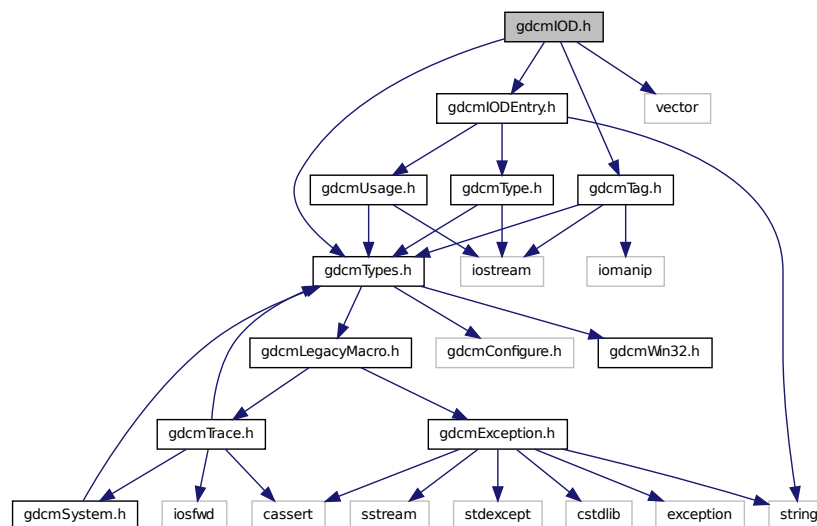 gdcmIOD.h
gdcmIODEntry.h
vector
gdcmUsage.h
gdcmType.h
gdcmTag.h
gdcmTypes.h
iostream
iomanip
gdcmLegacyMacro.h
gdcmConfigure.h
gdcmWin32.h
gdcmTrace.h
gdcmException.h
gdcmSystem.h
iosfwd
cassert
sstream
stdexcept
cstdlib
exception
string